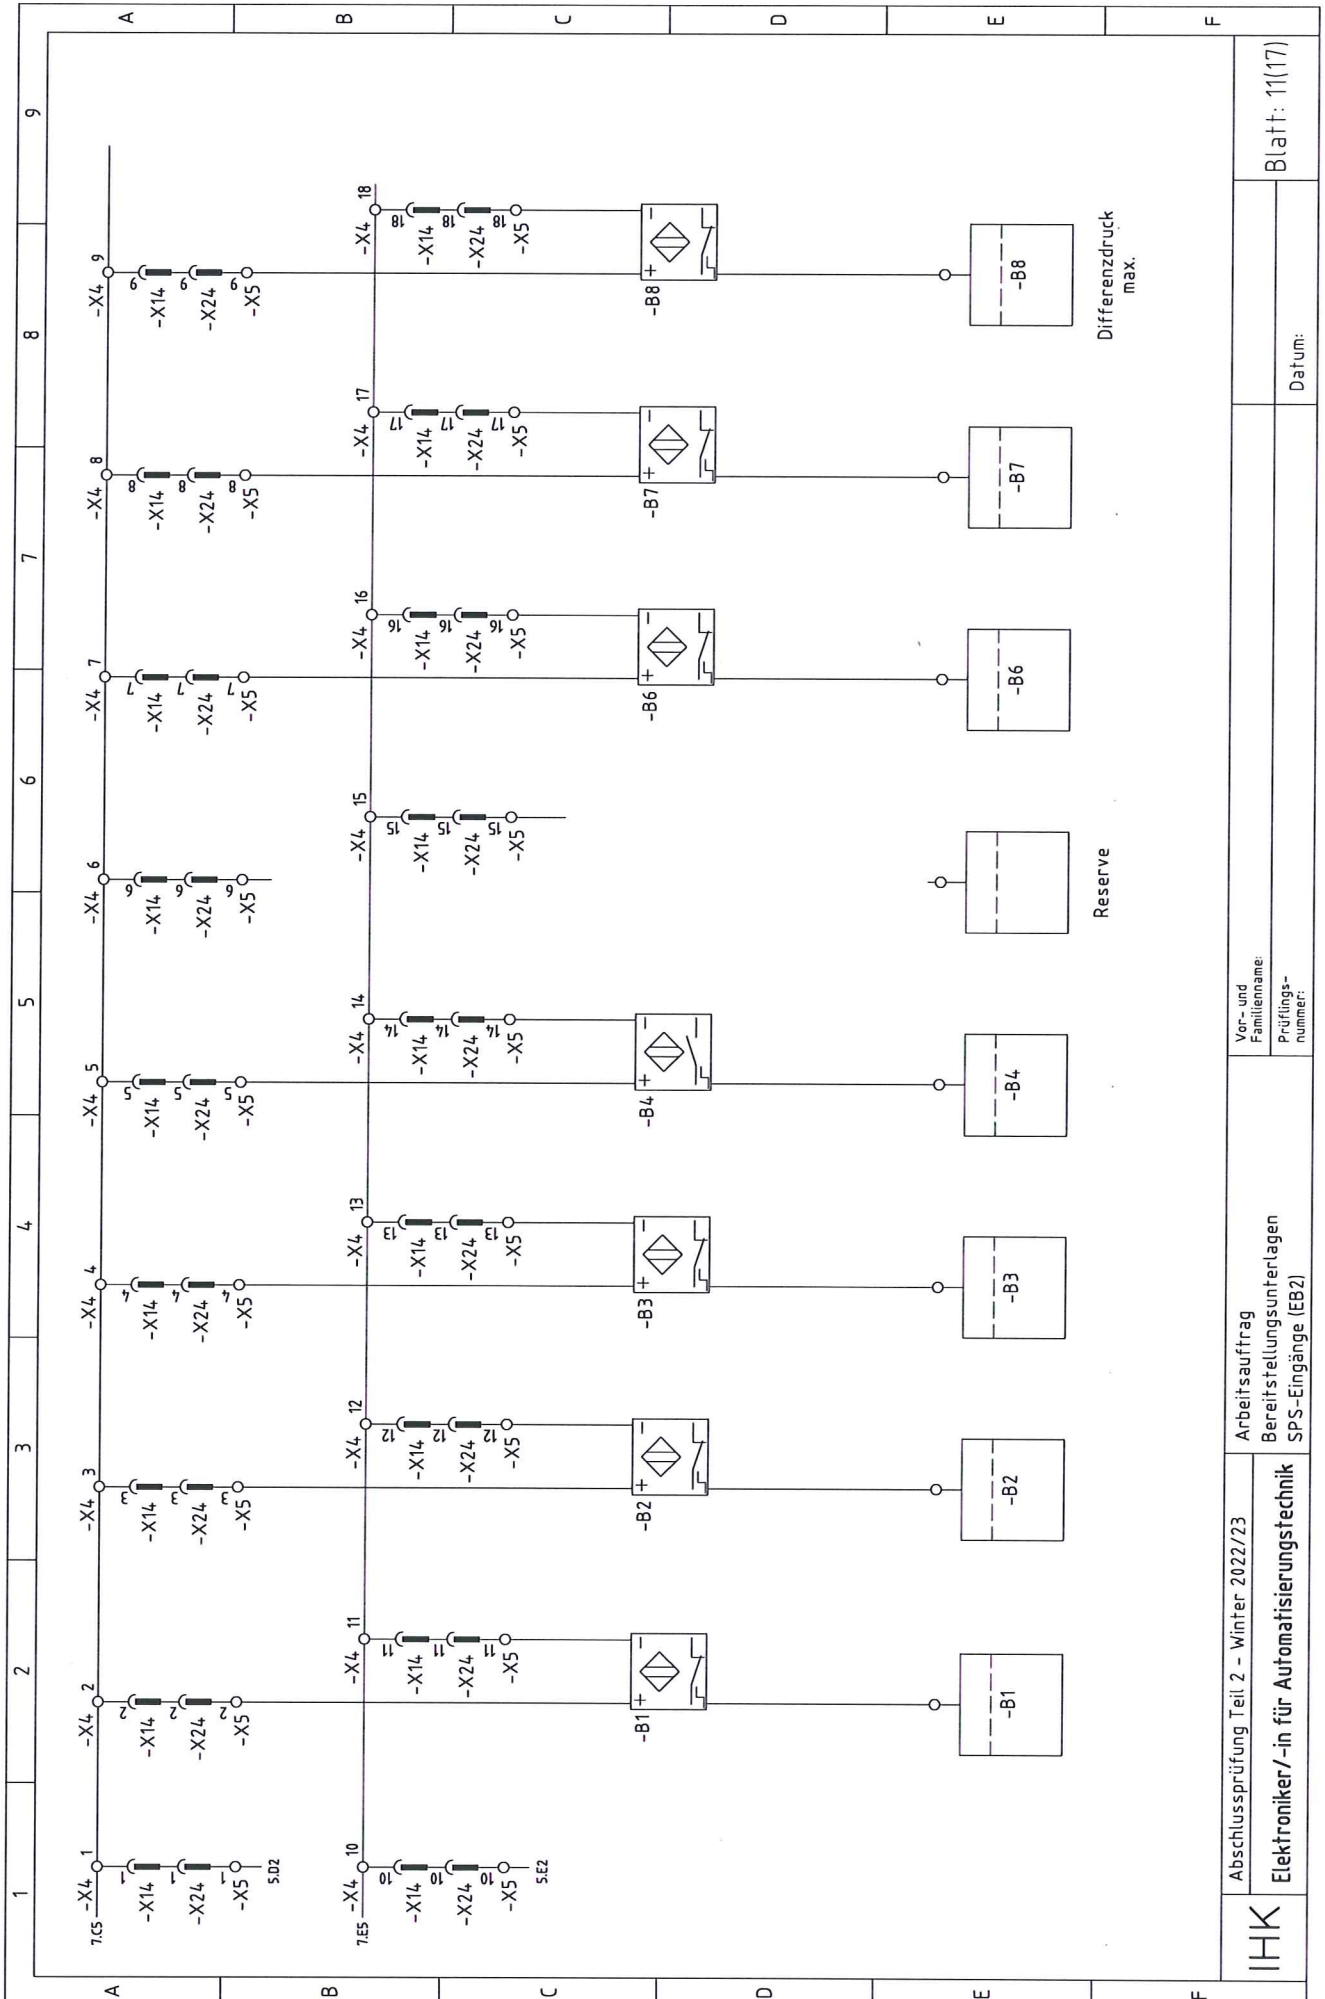 1 2 3 4 5 6 7 8 9
A
7.C5
-X4 1 -X4 2 -X4 3 -X4 4 -X4 5 -X4 6 -X4 7 -X4 8 -X4 9
1 2 3 4 5 6 7 8 9
-X14 -X14 -X14 -X14 -X14 -X14 -X14 -X14 -X14
1 2 3 4 5 6 7 8 9
-X24 -X24 -X24 -X24 -X24 -X24 -X24 -X24 -X24
1 2 3 4 5 6 7 8 9
-X5 -X5 -X5 -X5 -X5 -X5 -X5 -X5 -X5
5.D2
A
B
7.E5
-X4 10 -X4 11 -X4 12 -X4 13 -X4 14 -X4 15 -X4 16 -X4 17 -X4 18
10 11 12 13 14 15 16 17 18
-X14 -X14 -X14 -X14 -X14 -X14 -X14 -X14 -X14
10 11 12 13 14 15 16 17 18
-X24 -X24 -X24 -X24 -X24 -X24 -X24 -X24 -X24
10 11 12 13 14 15 16 17 18
-X5 -X5 -X5 -X5 -X5 -X5 -X5 -X5 -X5
5.E2
B
C
C
+ - + - + - + - + - + - + -
-B1 -B2 -B3 -B4 -B6 -B7 -B8
D
D
E
-B1 -B2 -B3 -B4 -B6 -B7 -B8
E
Reserve
Differenzdruck
max.
F
F
IHK
Abschlussprüfung Teil 2 – Winter 2022/23
Elektroniker/-in für Automatisierungstechnik
Arbeitsauftrag
Bereitstellungsunterlagen
SPS-Eingänge (EB2)
Vor- und
Familienname:
Prüflings-
nummer:
Datum:
Blatt: 11(17)